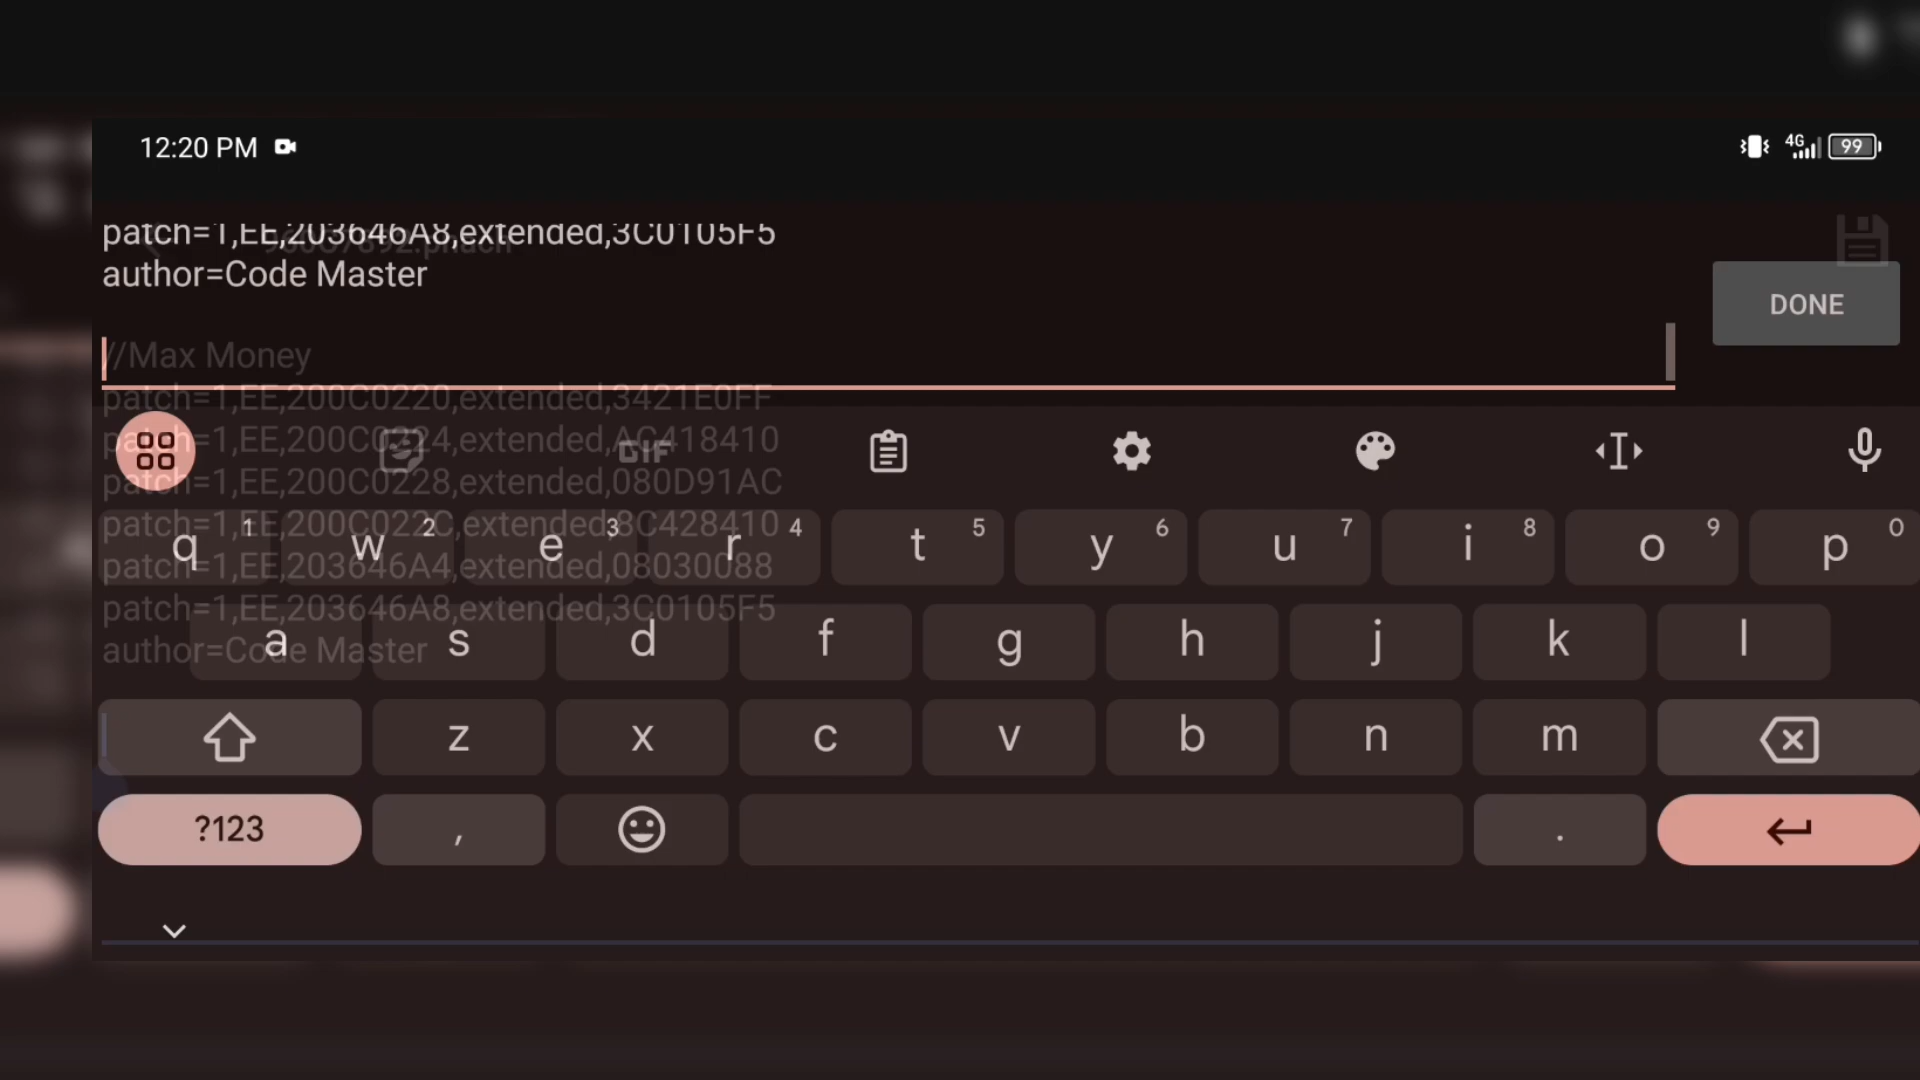 12:20 PM
4G
99
patch=1,EE,203646A8,extended,3C0105F5
author=Code Master
DONE
//Max Money
patch=1,EE,200C0220,extended,3421E0FF
patch=1,EE,200C0224,extended,AC418410
GIF
patch=1,EE,200C0228,extended,080D91AC
patch=1,EE,200C022C,extended,8C428410
patch=1,EE,203646A4,extended,08030088
patch=1,EE,203646A8,extended,3C0105F5
author=Code Master
q 1 w 2 e 3 r 4 t 5 y 6 u 7 i 8 o 9 p 0
a s d f g h j k l
z x c v b n m
?123 , .